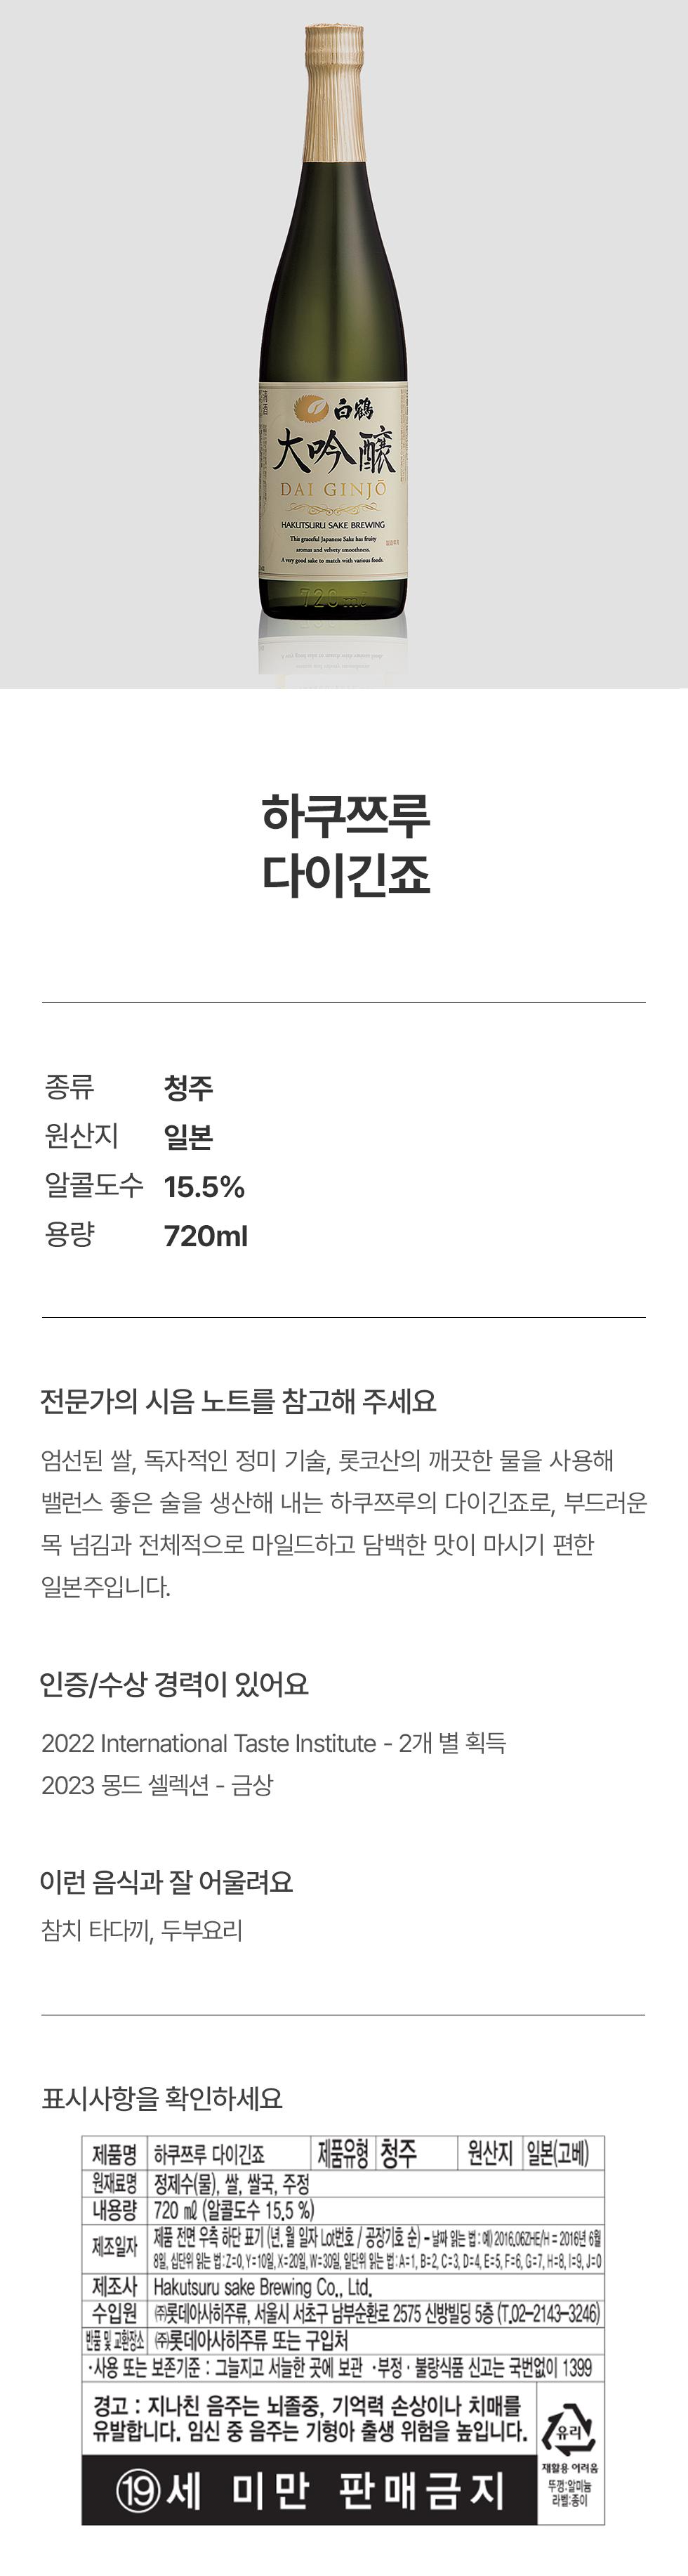 白鶴
大吟醸
DAI GINJŌ
HAKUTSURU SAKE BREWING
This graceful Japanese Sake has fruity
aromas and velvety smoothness.
A very good sake to match with various foods.
720 ml
하쿠쯔루
다이긴죠
종류 청주
원산지 일본
알콜도수 15.5%
용량 720ml
전문가의 시음 노트를 참고해 주세요
엄선된 쌀, 독자적인 정미 기술, 롯코산의 깨끗한 물을 사용해
밸런스 좋은 술을 생산해 내는 하쿠쯔루의 다이긴죠로, 부드러운
목 넘김과 전체적으로 마일드하고 담백한 맛이 마시기 편한
일본주입니다.
인증/수상 경력이 있어요
2022 International Taste Institute - 2개 별 획득
2023 몽드 셀렉션 - 금상
이런 음식과 잘 어울려요
참치 타다끼, 두부요리
표시사항을 확인하세요
제품명 하쿠쯔루 다이긴죠 제품유형 청주 원산지 일본(고베)
원재료명 정제수(물), 쌀, 쌀국, 주정
내용량 720 ㎖ (알콜도수 15.5 %)
제조일자 제품 전면 우측 하단 표기 (년, 월 일자 Lot번호 / 공장기호 순) - 날짜 읽는 법 : 예) 2016.06ZHE/H = 2016년 6월
8일, 십단위 읽는 법 : Z=0, Y=10, X=20, W=30, 일단위 읽는 법 : A=1, B=2, C=3, D=4, E=5, F=6, G=7, H=8, I=9, J=0
제조사 Hakutsuru sake Brewing Co., Ltd.
수입원 ㈜롯데아사히주류, 서울시 서초구 남부순환로 2575 신방빌딩 5층 (T.02-2143-3246)
반품 및 교환장소 ㈜롯데아사히주류 또는 구입처
·사용 또는 보존기준 : 그늘지고 서늘한 곳에 보관 ·부정·불량식품 신고는 국번없이 1399
경고 : 지나친 음주는 뇌졸중, 기억력 손상이나 치매를
유발합니다. 임신 중 음주는 기형아 출생 위험을 높입니다.
⑲세 미만 판매금지
유리
재활용 어려움
뚜껑:알미늄
라벨:종이